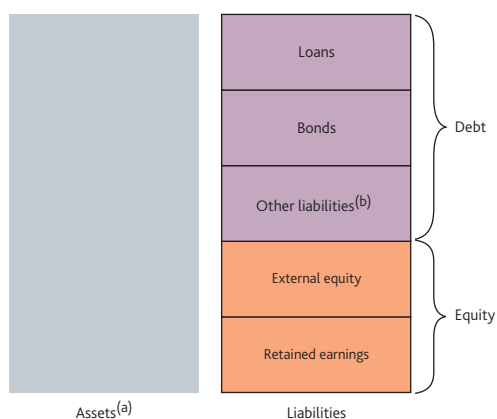 Loans
Bonds
Debt
Other liabilities(b)
External equity
Equity
Retained earnings
Assets(a)
Liabilities